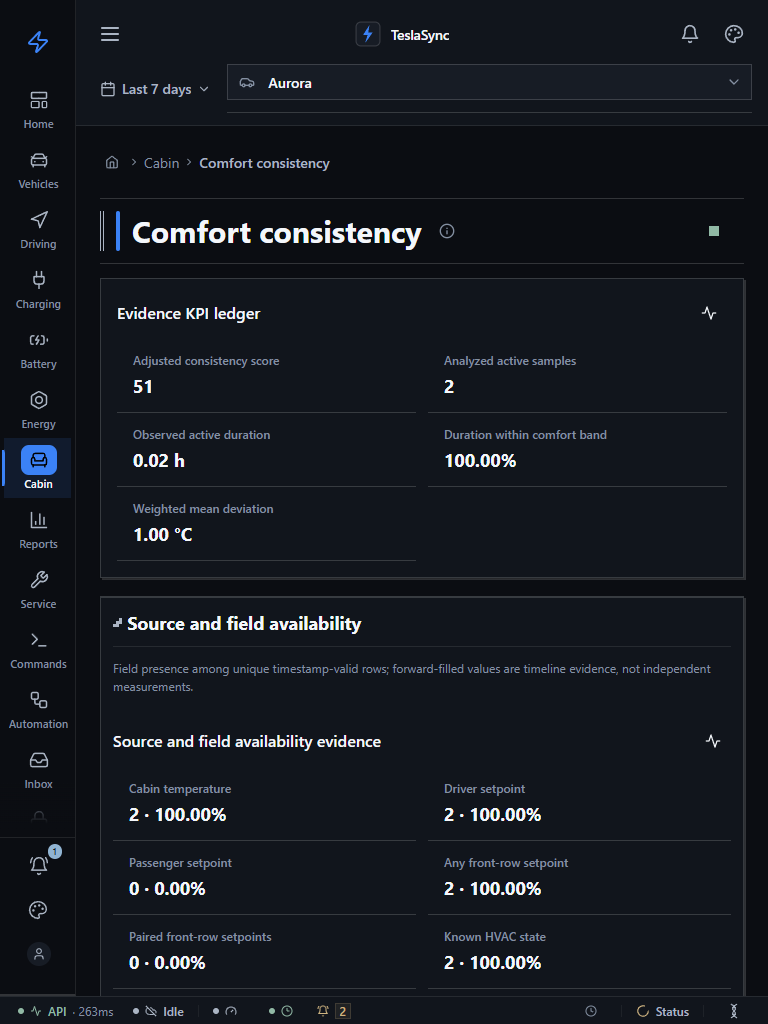 TeslaSync
Last 7 days
Aurora
Home
Vehicles
Driving
Charging
Battery
Energy
Cabin
Reports
Service
Commands
Automation
Inbox
1
Cabin
Comfort consistency
Comfort consistency
Evidence KPI ledger
Adjusted consistency score
51
Analyzed active samples
2
Observed active duration
0.02 h
Duration within comfort band
100.00%
Weighted mean deviation
1.00 °C
Source and field availability
Field presence among unique timestamp-valid rows; forward-filled values are timeline evidence, not independent
measurements.
Source and field availability evidence
Cabin temperature
2 · 100.00%
Driver setpoint
2 · 100.00%
Passenger setpoint
0 · 0.00%
Any front-row setpoint
2 · 100.00%
Paired front-row setpoints
0 · 0.00%
Known HVAC state
2 · 100.00%
API · 263ms
Idle
2
Status